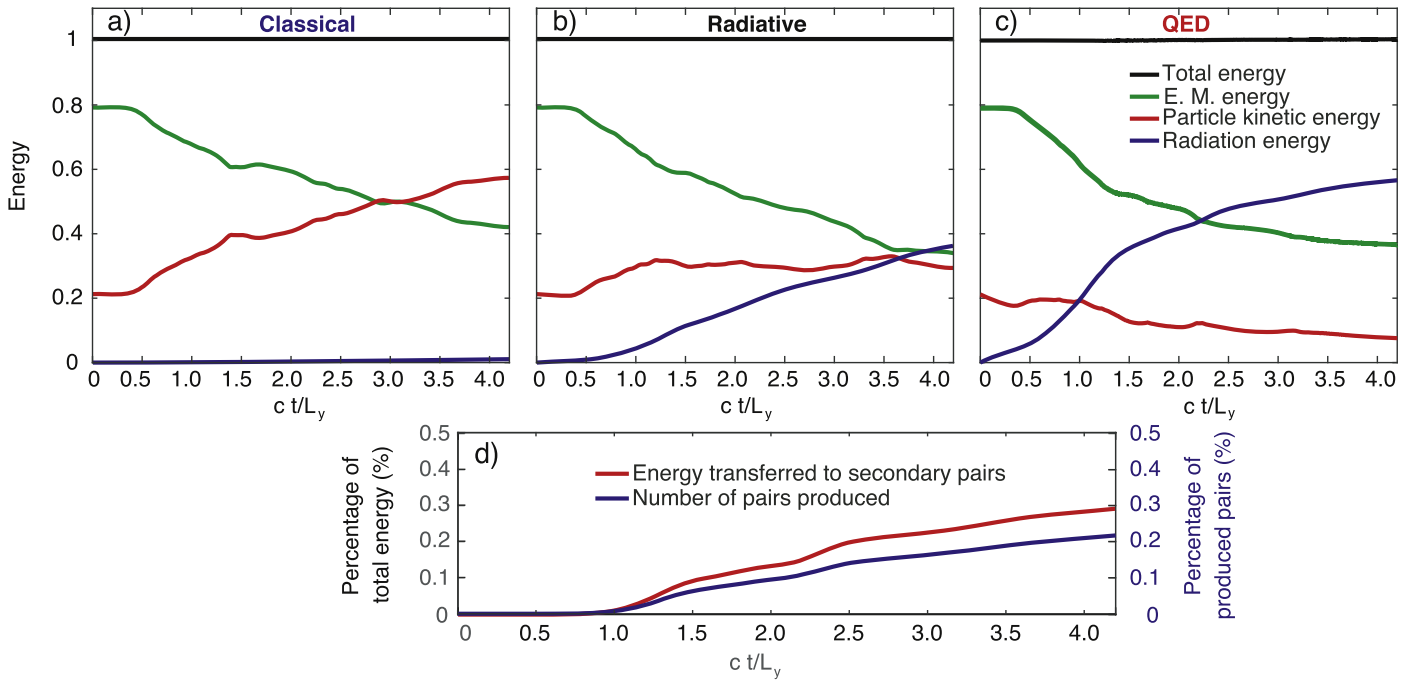 a) Classical
b) Radiative
c) QED
1
0.8
0.6
0.4
0.2
0
Energy
Total energy
E. M. energy
Particle kinetic energy
Radiation energy
0 0.5 1.0 1.5 2.0 2.5 3.0 3.5 4.0
0 0.5 1.0 1.5 2.0 2.5 3.0 3.5 4.0
0 0.5 1.0 1.5 2.0 2.5 3.0 3.5 4.0
c t/Ly
c t/Ly
c t/Ly
d)
Percentage of
total energy (%)
0.5
0.4
0.3
0.2
0.1
0
Energy transferred to secondary pairs
Number of pairs produced
0.5
0.4
0.3
0.2
0.1
0
Percentage of
produced pairs (%)
0 0.5 1.0 1.5 2.0 2.5 3.0 3.5 4.0
c t/Ly